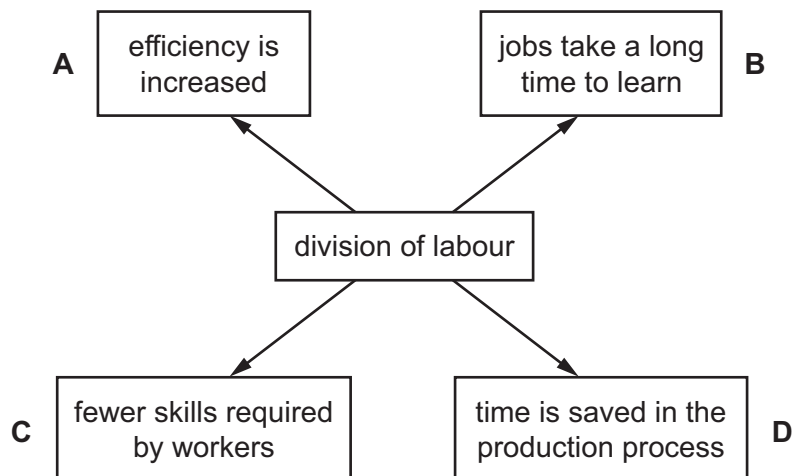 A
efficiency is
increased
jobs take a long
time to learn
B
division of labour
C
fewer skills required
by workers
time is saved in the
production process
D